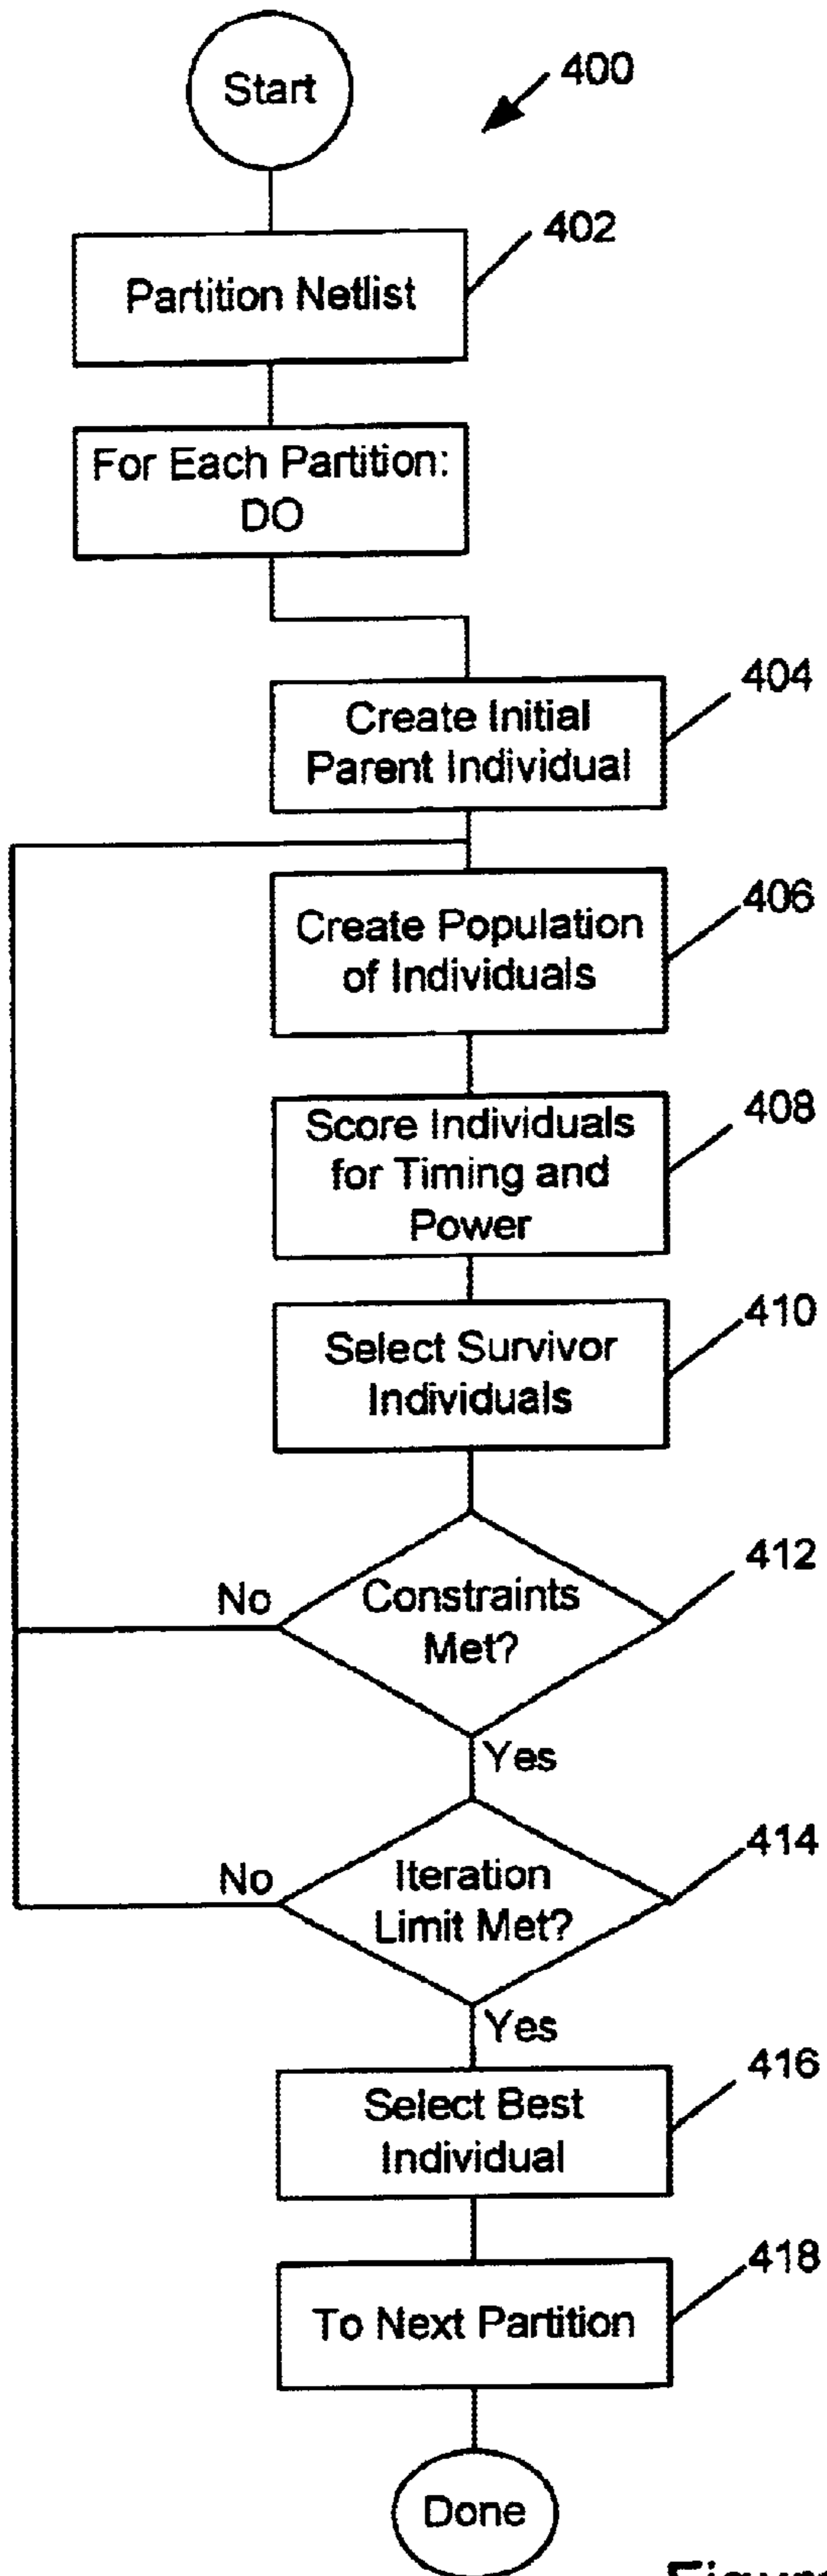 Start
400
402
Partition Netlist
For Each Partition:
DO
404
Create Initial
Parent Individual
406
Create Population
of Individuals
408
Score Individuals
for Timing and
Power
410
Select Survivor
Individuals
412
No
Constraints
Met?
Yes
414
No
Iteration
Limit Met?
Yes
416
Select Best
Individual
418
To Next Partition
Done